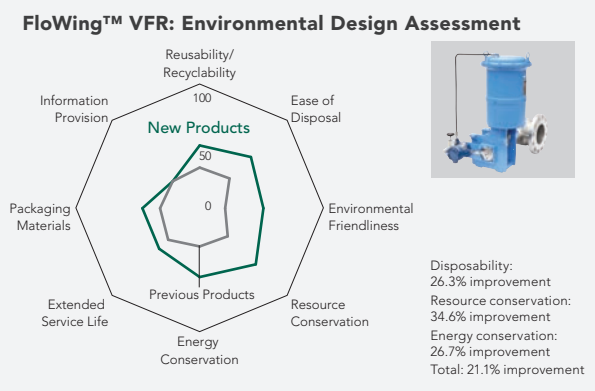 FloWing™ VFR: Environmental Design Assessment
Reusability/
Recyclability
100
Information
Provision
Ease of
Disposal
New Products
50
Packaging
Materials
0
Environmental
Friendliness
Previous Products
Extended
Service Life
Resource
Conservation
Energy
Conservation
Disposability:
26.3% improvement
Resource conservation:
34.6% improvement
Energy conservation:
26.7% improvement
Total: 21.1% improvement